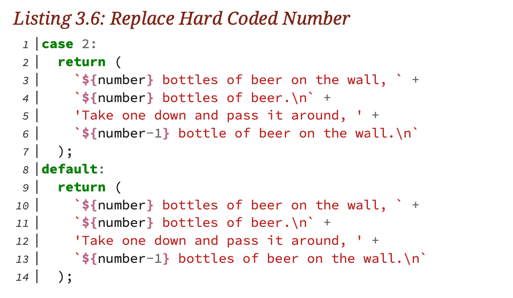 Listing 3.6: Replace Hard Coded Number
1 case 2:
2   return (
3     `${number} bottles of beer on the wall, ` +
4     `${number} bottles of beer.\n` +
5     'Take one down and pass it around, ' +
6     `${number-1} bottle of beer on the wall.\n`
7   );
8 default:
9   return (
10     `${number} bottles of beer on the wall, ` +
11     `${number} bottles of beer.\n` +
12     'Take one down and pass it around, ' +
13     `${number-1} bottles of beer on the wall.\n`
14   );